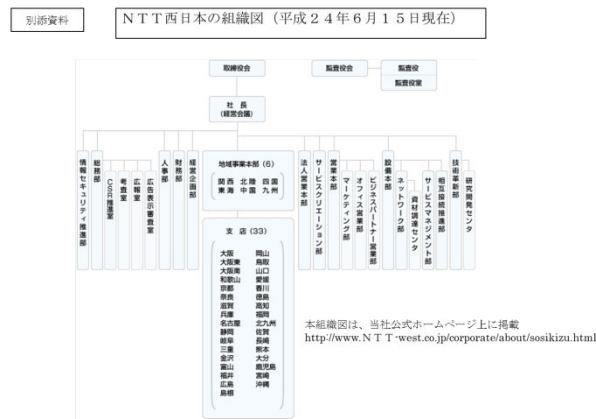 別添資料
ＮＴＴ西日本の組織図（平成２４年６月１５日現在）
取締役会
監査役会
監査役
監査役室
社　長
(経営会議)
情報セキュリティ推進部
総務部
CSR推進室
考査室
広報室
広告表示審査室
人事部
財務部
経営企画部
地域事業本部（6）
関西　北陸　四国
東海　中国　九州
法人営業本部
サービスクリエーション部
営業本部
マーケティング部
オフィス営業部
ビジネスパートナー営業部
設備本部
ネットワーク部
資材調達センタ
サービスマネジメント部
相互接続推進部
技術革新部
研究開発センタ
支　店（33）
大阪　岡山
大阪東　鳥取
大阪南　山口
和歌山　愛媛
京都　香川
奈良　徳島
滋賀　高知
兵庫　福岡
名古屋　北九州
静岡　佐賀
岐阜　長崎
三重　熊本
金沢　大分
富山　鹿児島
福井　宮崎
広島　沖縄
島根
本組織図は、当社公式ホームページ上に掲載
http://www.ＮＴＴ-west.co.jp/corporate/about/sosikizu.html